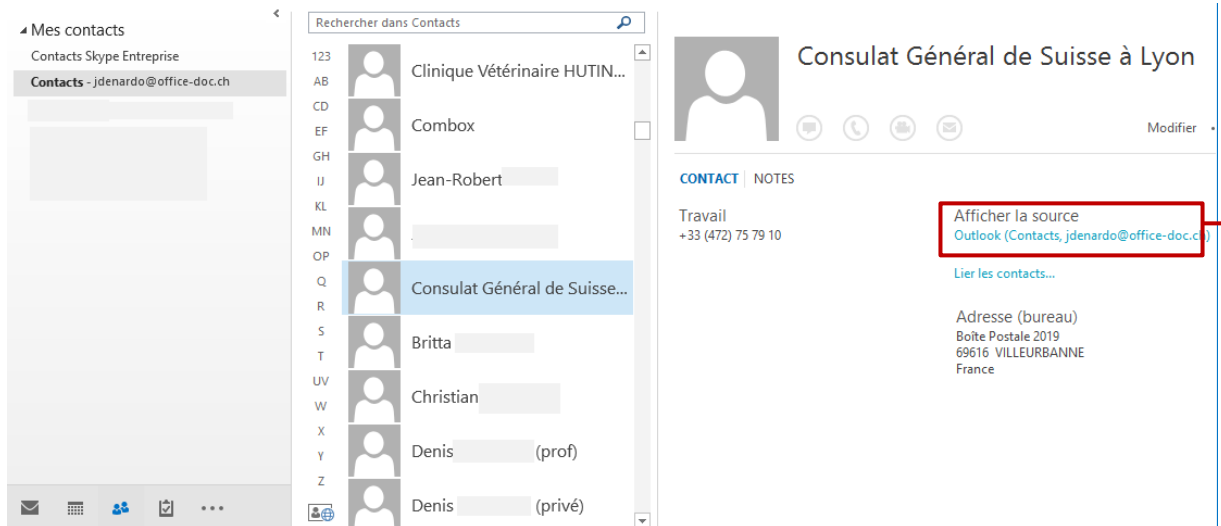 Mes contacts
Contacts Skype Entreprise
Contacts - jdenardo@office-doc.ch
Rechercher dans Contacts
123
AB
CD
EF
GH
IJ
KL
MN
OP
Q
R
S
T
UV
W
X
Y
Z
Clinique Vétérinaire HUTIN...
Combox
Jean-Robert
Consulat Général de Suisse...
Britta
Christian
Denis (prof)
Denis (privé)
Consulat Général de Suisse à Lyon
Modifier
CONTACT NOTES
Travail
+33 (472) 75 79 10
Afficher la source
Outlook (Contacts, jdenardo@office-doc.ch)
Lier les contacts...
Adresse (bureau)
Boîte Postale 2019
69616 VILLEURBANNE
France